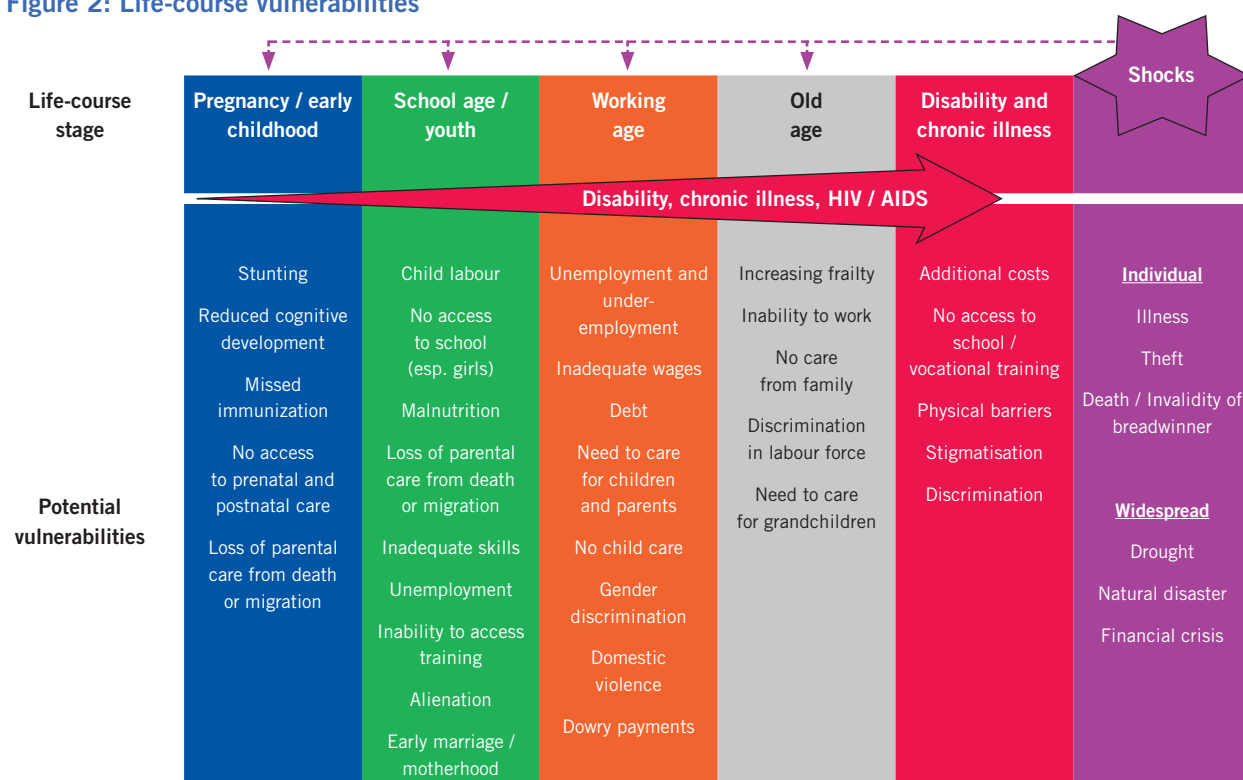 Figure 2: Life-course vulnerabilities
Shocks
Life-course
stage
Pregnancy / early
childhood
School age /
youth
Working
age
Old
age
Disability and
chronic illness
Disability, chronic illness, HIV / AIDS
Potential
vulnerabilities
Stunting
Reduced cognitive
development
Missed
immunization
No access
to prenatal and
postnatal care
Loss of parental
care from death
or migration
Child labour
No access
to school
(esp. girls)
Malnutrition
Loss of parental
care from death
or migration
Inadequate skills
Unemployment
Inability to access
training
Alienation
Early marriage /
motherhood
Unemployment and
under-
employment
Inadequate wages
Debt
Need to care
for children
and parents
No child care
Gender
discrimination
Domestic
violence
Dowry payments
Increasing frailty
Inability to work
No care
from family
Discrimination
in labour force
Need to care
for grandchildren
Additional costs
No access to
school /
vocational training
Physical barriers
Stigmatisation
Discrimination
Individual
Illness
Theft
Death / Invalidity of
breadwinner
Widespread
Drought
Natural disaster
Financial crisis